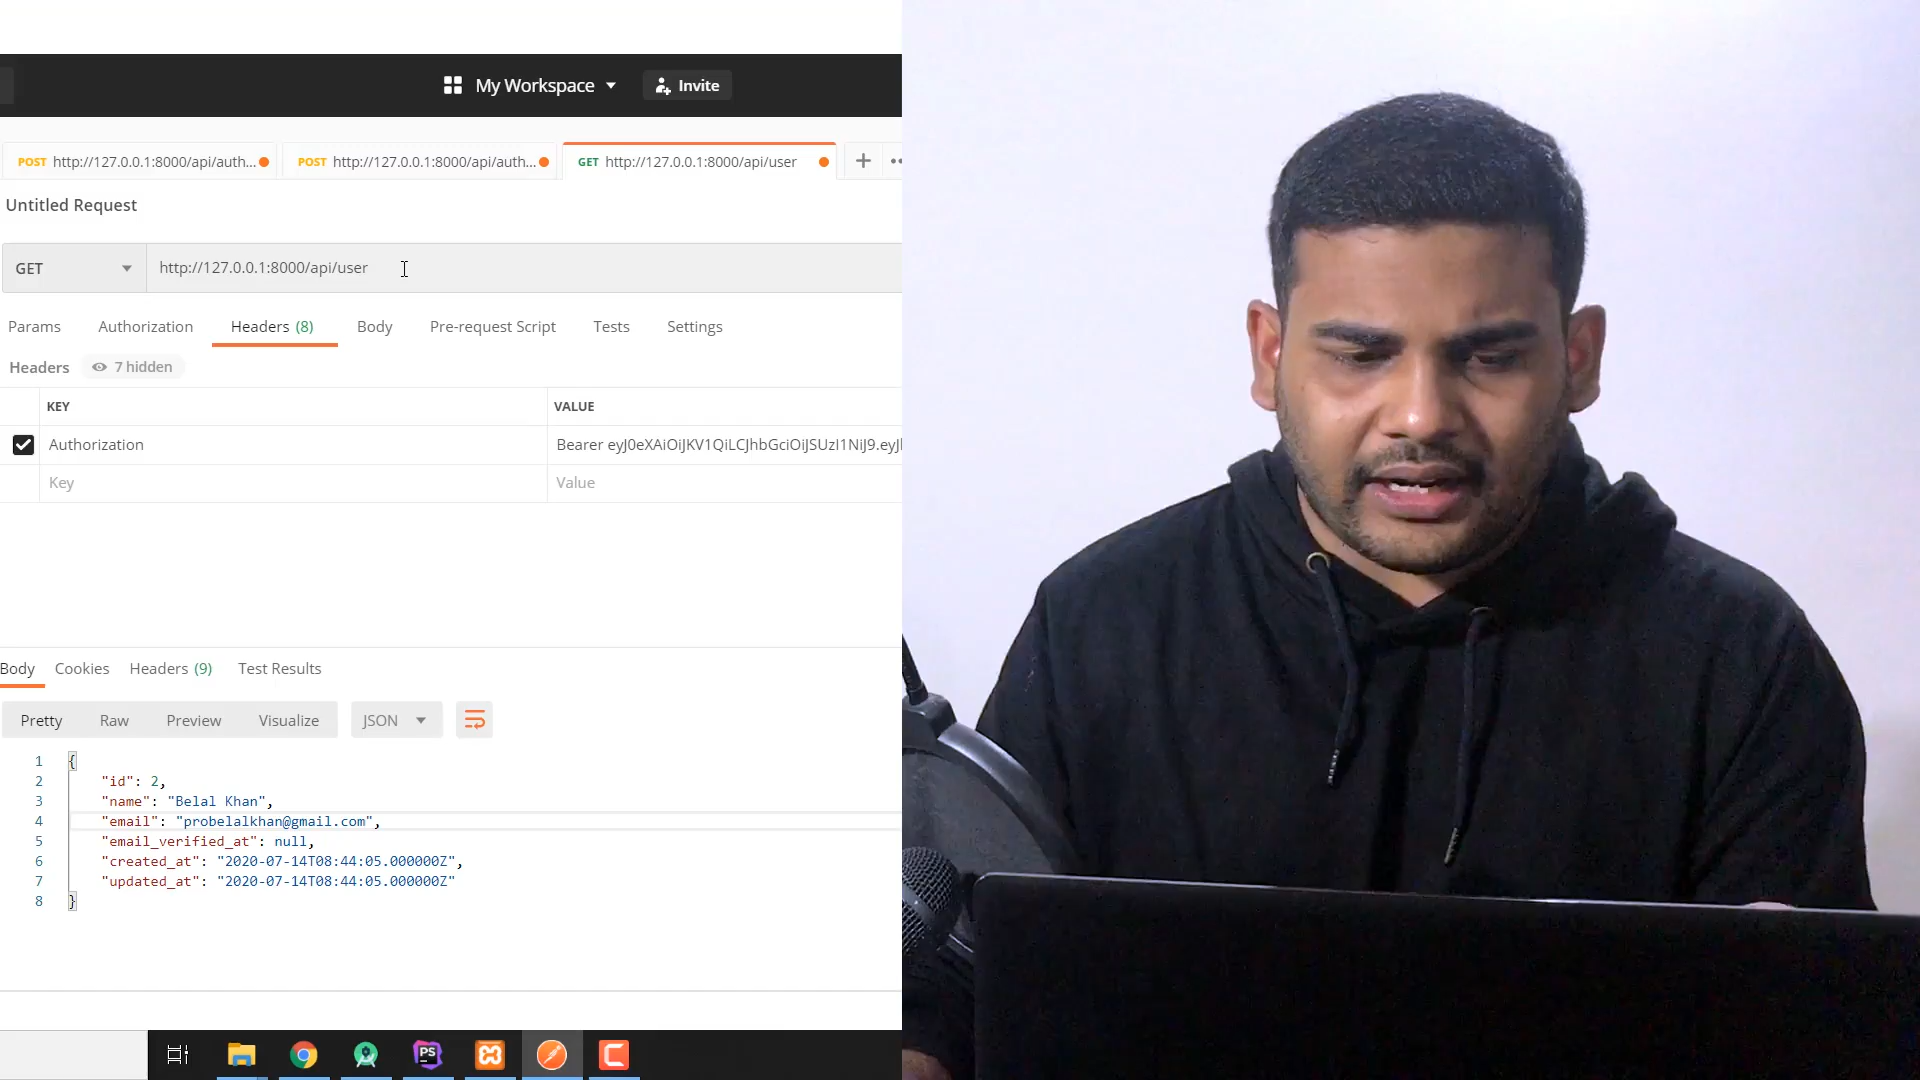 My Workspace
Invite
POST http://127.0.0.1:8000/api/auth...
POST http://127.0.0.1:8000/api/auth...
GET http://127.0.0.1:8000/api/user
Untitled Request
GET
http://127.0.0.1:8000/api/user
Params Authorization Headers (8) Body Pre-request Script Tests Settings
Headers 7 hidden
KEY VALUE
Authorization Bearer eyJ0eXAiOiJKV1QiLCJhbGciOiJSUzI1NiJ9.eyJ
Key Value
Body Cookies Headers (9) Test Results
Pretty Raw Preview Visualize JSON
1 {
2 "id": 2,
3 "name": "Belal Khan",
4 "email": "probelalkhan@gmail.com",
5 "email_verified_at": null,
6 "created_at": "2020-07-14T08:44:05.000000Z",
7 "updated_at": "2020-07-14T08:44:05.000000Z"
8 }
PS